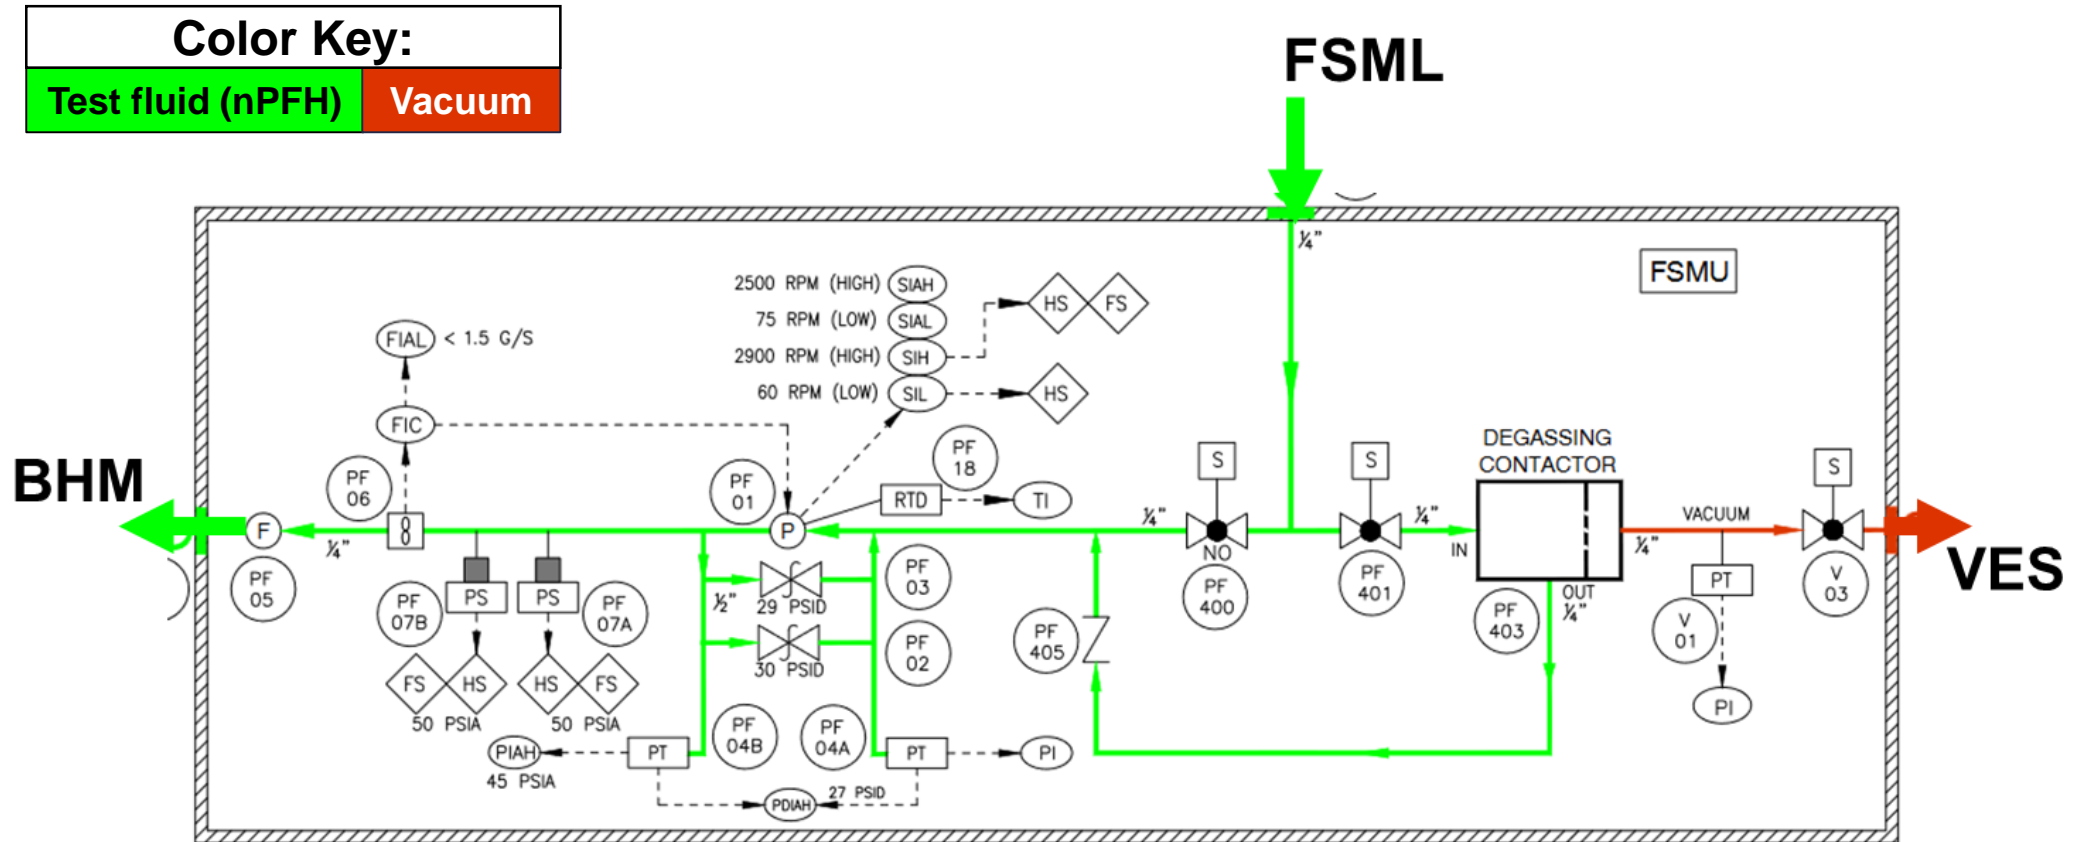 Color Key:
Test fluid (nPFH) Vacuum
FSML
¼"
FSMU
2500 RPM (HIGH) SIAH
75 RPM (LOW) SIAL
2900 RPM (HIGH) SIH
60 RPM (LOW) SIL
HS FS
HS
FIAL < 1.5 G/S
FIC
BHM
PF
06
PF
01
PF
18
RTD
TI
S
S
DEGASSING
CONTACTOR
S
F
¼"
8
P
¼"
NO
¼"
IN
VACUUM
¼"
VES
PF
05
PF
07B
PS
PS
PF
07A
½"
29 PSID
30 PSID
PF
03
PF
02
PF
405
PF
400
PF
401
OUT
¼"
PF
403
PT
V
01
V
03
PI
FS HS
50 PSIA
HS FS
50 PSIA
PIAH
45 PSIA
PT
PF
04B
PF
04A
PT
PI
PDIAH
27 PSID